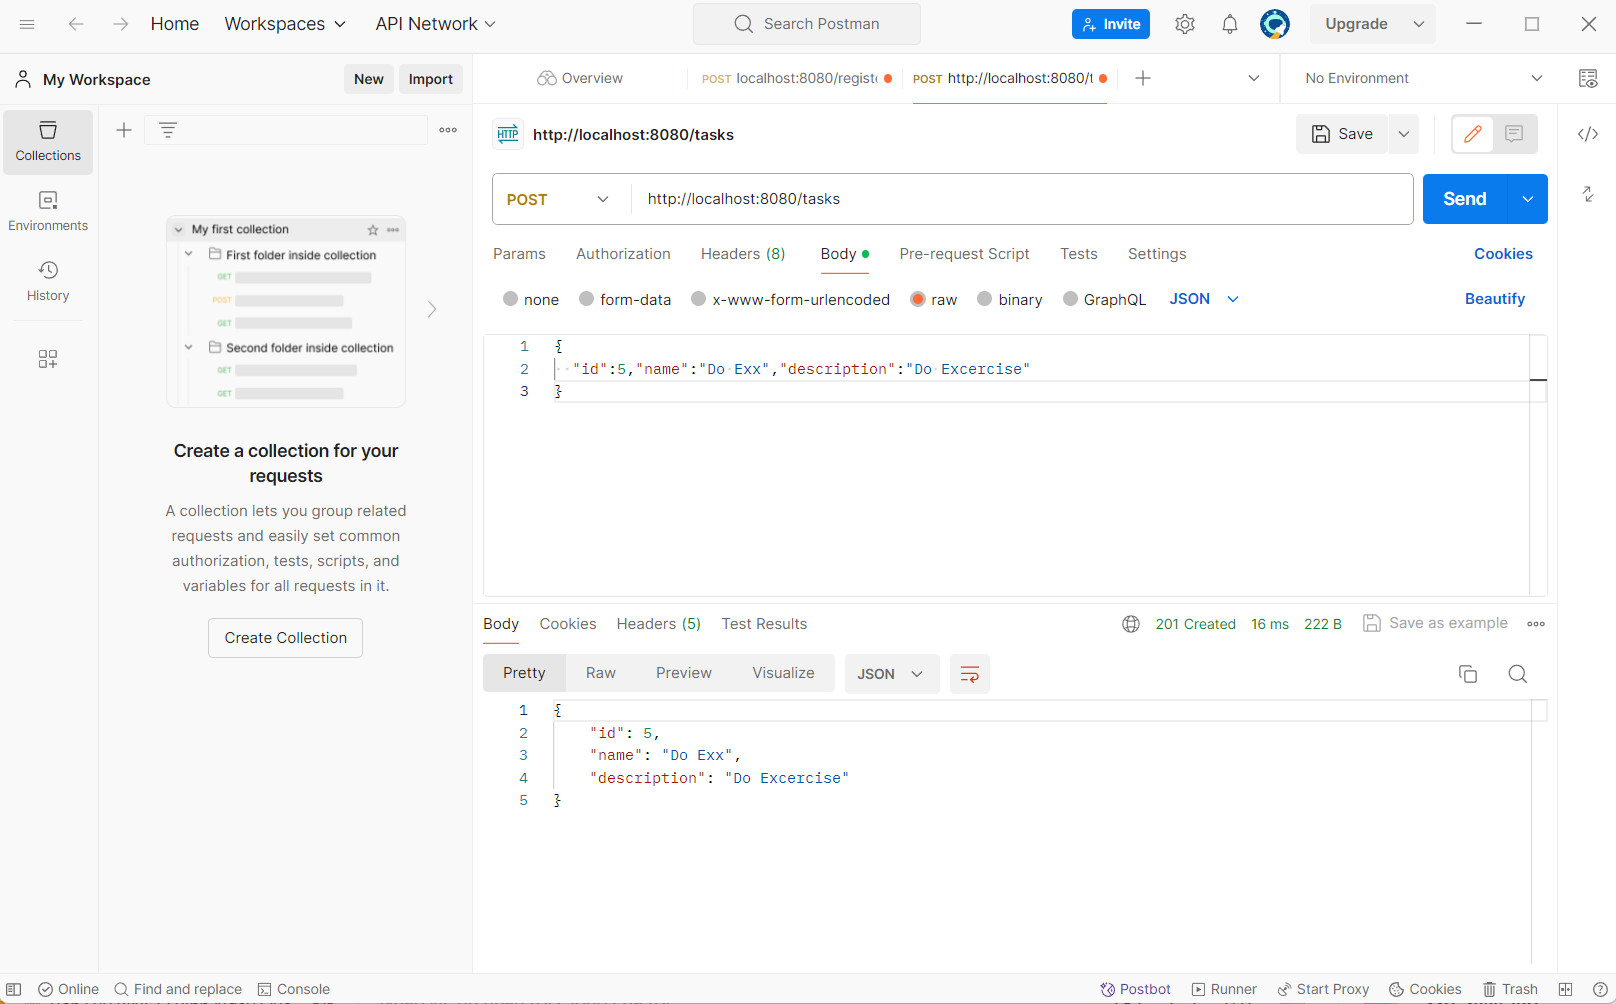 Home Workspaces API Network Search Postman Invite Upgrade
My Workspace New Import Overview POST localhost:8080/registe POST http://localhost:8080/t No Environment
Collections
Environments
History
My first collection
First folder inside collection
GET
POST
GET
Second folder inside collection
GET
GET
Create a collection for your
requests
A collection lets you group related
requests and easily set common
authorization, tests, scripts, and
variables for all requests in it.
Create Collection
HTTP http://localhost:8080/tasks Save
POST http://localhost:8080/tasks Send
Params Authorization Headers (8) Body Pre-request Script Tests Settings Cookies
none form-data x-www-form-urlencoded raw binary GraphQL JSON Beautify
1 {
2 "id":5,"name":"Do Exx","description":"Do Excercise"
3 }
Body Cookies Headers (5) Test Results 201 Created 16 ms 222 B Save as example
Pretty Raw Preview Visualize JSON
1 {
2 "id": 5,
3 "name": "Do Exx",
4 "description": "Do Excercise"
5 }
Online Find and replace Console Postbot Runner Start Proxy Cookies Trash